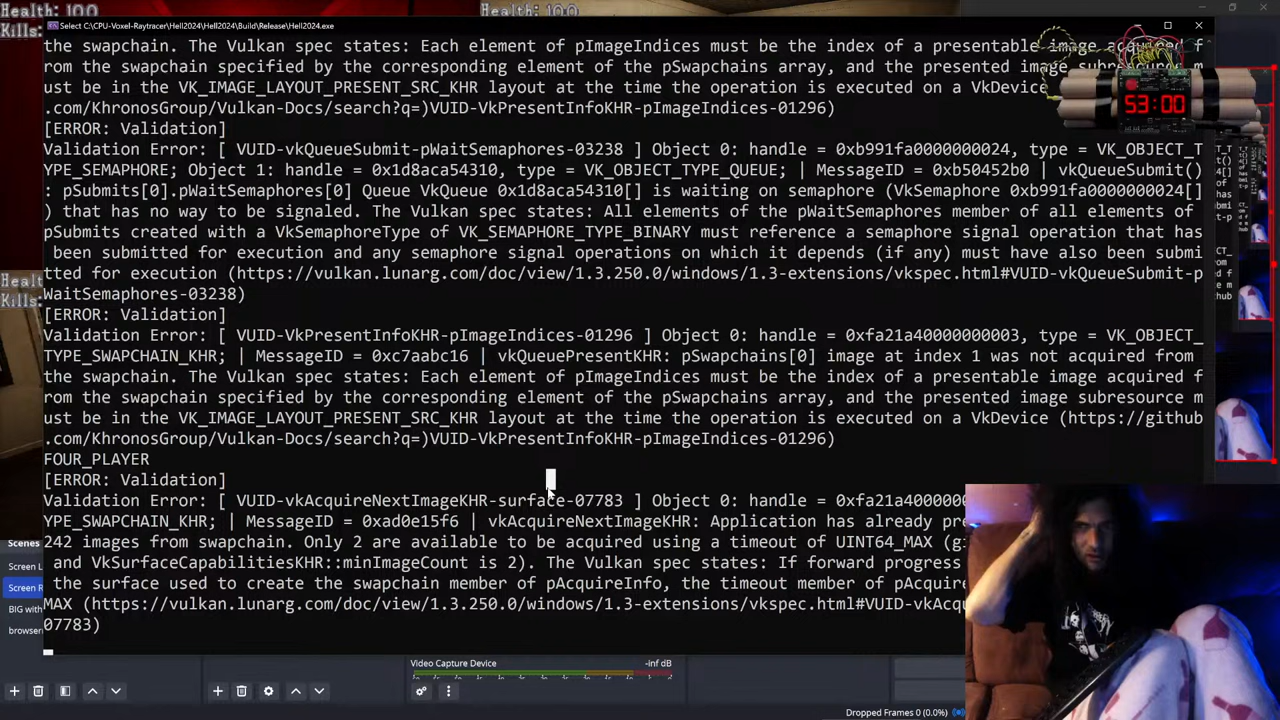 Health: 100
Health: 100
Kills:
Select C:\CPU-Voxel-Raytracer\Hell2024\Hell2024\Build\Release\Hell2024.exe
the swapchain. The Vulkan spec states: Each element of pImageIndices must be the index of a presentable image acquired f
rom the swapchain specified by the corresponding element of the pSwapchains array, and the presented image subresource m
ust be in the VK_IMAGE_LAYOUT_PRESENT_SRC_KHR layout at the time the operation is executed on a VkDevice
.com/KhronosGroup/Vulkan-Docs/search?q=)VUID-VkPresentInfoKHR-pImageIndices-01296)
53:00
[ERROR: Validation]
Validation Error: [ VUID-vkQueueSubmit-pWaitSemaphores-03238 ] Object 0: handle = 0xb991fa0000000024, type = VK_OBJECT_T
YPE_SEMAPHORE; Object 1: handle = 0x1d8aca54310, type = VK_OBJECT_TYPE_QUEUE; | MessageID = 0xb50452b0 | vkQueueSubmit()
: pSubmits[0].pWaitSemaphores[0] Queue VkQueue 0x1d8aca54310[] is waiting on semaphore (VkSemaphore 0xb991fa0000000024[]
) that has no way to be signaled. The Vulkan spec states: All elements of the pWaitSemaphores member of all elements of
pSubmits created with a VkSemaphoreType of VK_SEMAPHORE_TYPE_BINARY must reference a semaphore signal operation that has
been submitted for execution and any semaphore signal operations on which it depends (if any) must have also been submi
tted for execution (https://vulkan.lunarg.com/doc/view/1.3.250.0/windows/1.3-extensions/vkspec.html#VUID-vkQueueSubmit-p
WaitSemaphores-03238)
Kills:
[ERROR: Validation]
Validation Error: [ VUID-VkPresentInfoKHR-pImageIndices-01296 ] Object 0: handle = 0xfa21a40000000003, type = VK_OBJECT_
TYPE_SWAPCHAIN_KHR; | MessageID = 0xc7aabc16 | vkQueuePresentKHR: pSwapchains[0] image at index 1 was not acquired from
the swapchain. The Vulkan spec states: Each element of pImageIndices must be the index of a presentable image acquired f
rom the swapchain specified by the corresponding element of the pSwapchains array, and the presented image subresource m
ust be in the VK_IMAGE_LAYOUT_PRESENT_SRC_KHR layout at the time the operation is executed on a VkDevice (https://github
.com/KhronosGroup/Vulkan-Docs/search?q=)VUID-VkPresentInfoKHR-pImageIndices-01296)
FOUR_PLAYER
[ERROR: Validation]
Validation Error: [ VUID-vkAcquireNextImageKHR-surface-07783 ] Object 0: handle = 0xfa21a40000
YPE_SWAPCHAIN_KHR; | MessageID = 0xad0e15f6 | vkAcquireNextImageKHR: Application has already pre
242 images from swapchain. Only 2 are available to be acquired using a timeout of UINT64_MAX (gi
and VkSurfaceCapabilitiesKHR::minImageCount is 2). The Vulkan spec states: If forward progress
the surface used to create the swapchain member of pAcquireInfo, the timeout member of pAcquire
MAX (https://vulkan.lunarg.com/doc/view/1.3.250.0/windows/1.3-extensions/vkspec.html#VUID-vkAcqu
07783)
Scenes
Screen L
Screen R
BIG with
browser
Video Capture Device
-inf dB
Dropped Frames 0 (0.0%)